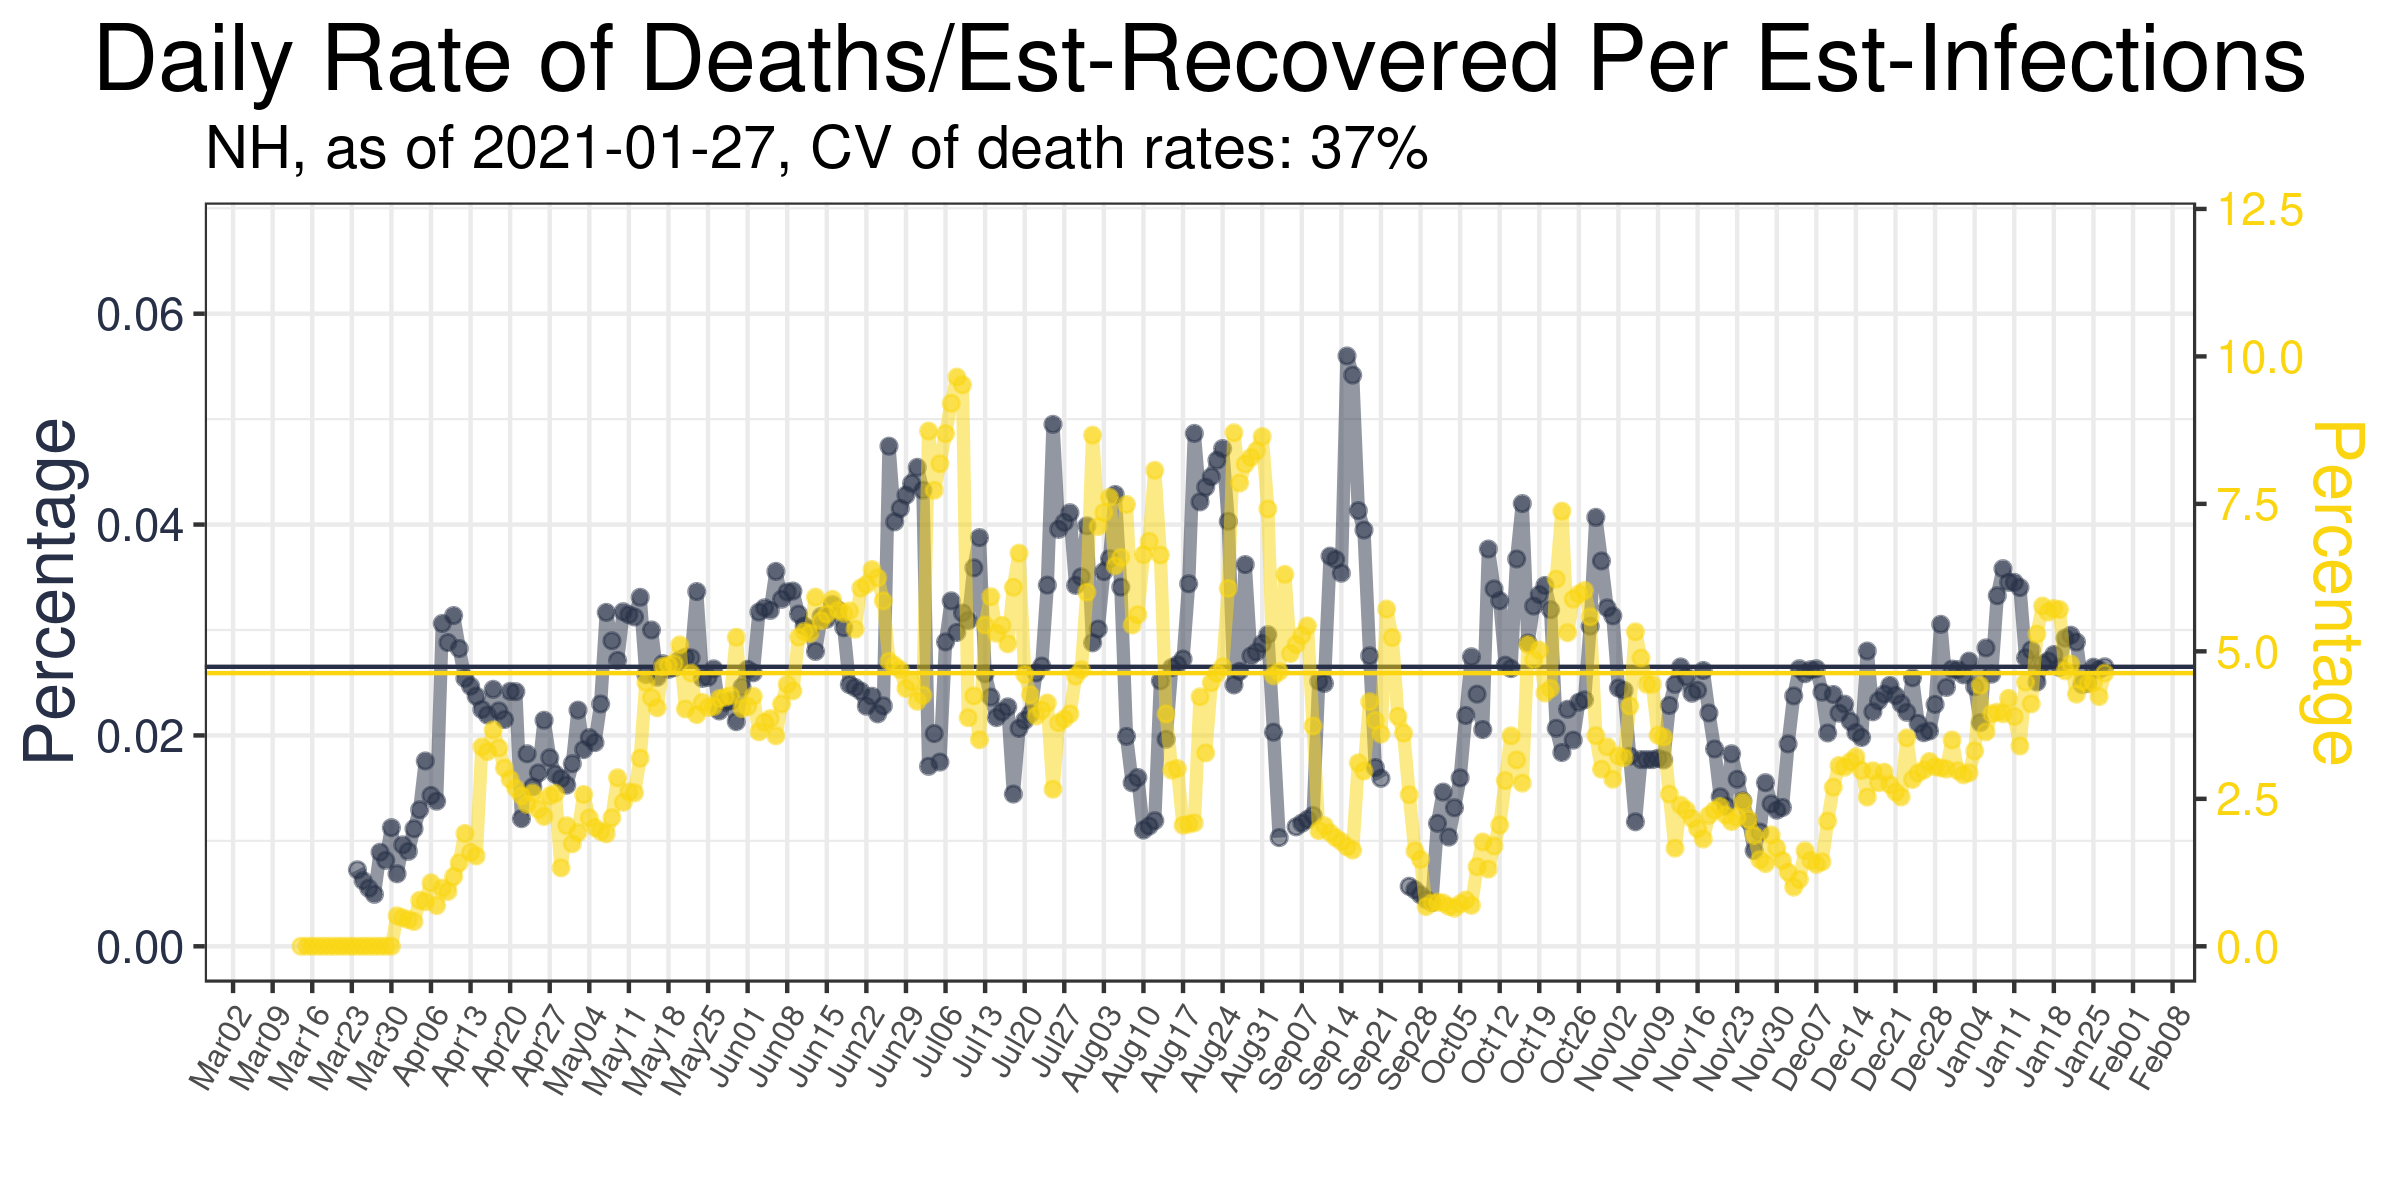 Daily Rate of Deaths/Est-Recovered Per Est-Infections
NH, as of 2021-01-27, CV of death rates: 37%
Percentage
0.06
0.04
0.02
0.00
12.5
10.0
7.5
5.0
2.5
0.0
Percentage
Mar02
Mar09
Mar16
Mar23
Mar30
Apr06
Apr13
Apr20
Apr27
May04
May11
May18
May25
Jun01
Jun08
Jun15
Jun22
Jun29
Jul06
Jul13
Jul20
Jul27
Aug03
Aug10
Aug17
Aug24
Aug31
Sep07
Sep14
Sep21
Sep28
Oct05
Oct12
Oct19
Oct26
Nov02
Nov09
Nov16
Nov23
Nov30
Dec07
Dec14
Dec21
Dec28
Jan04
Jan11
Jan18
Jan25
Feb01
Feb08